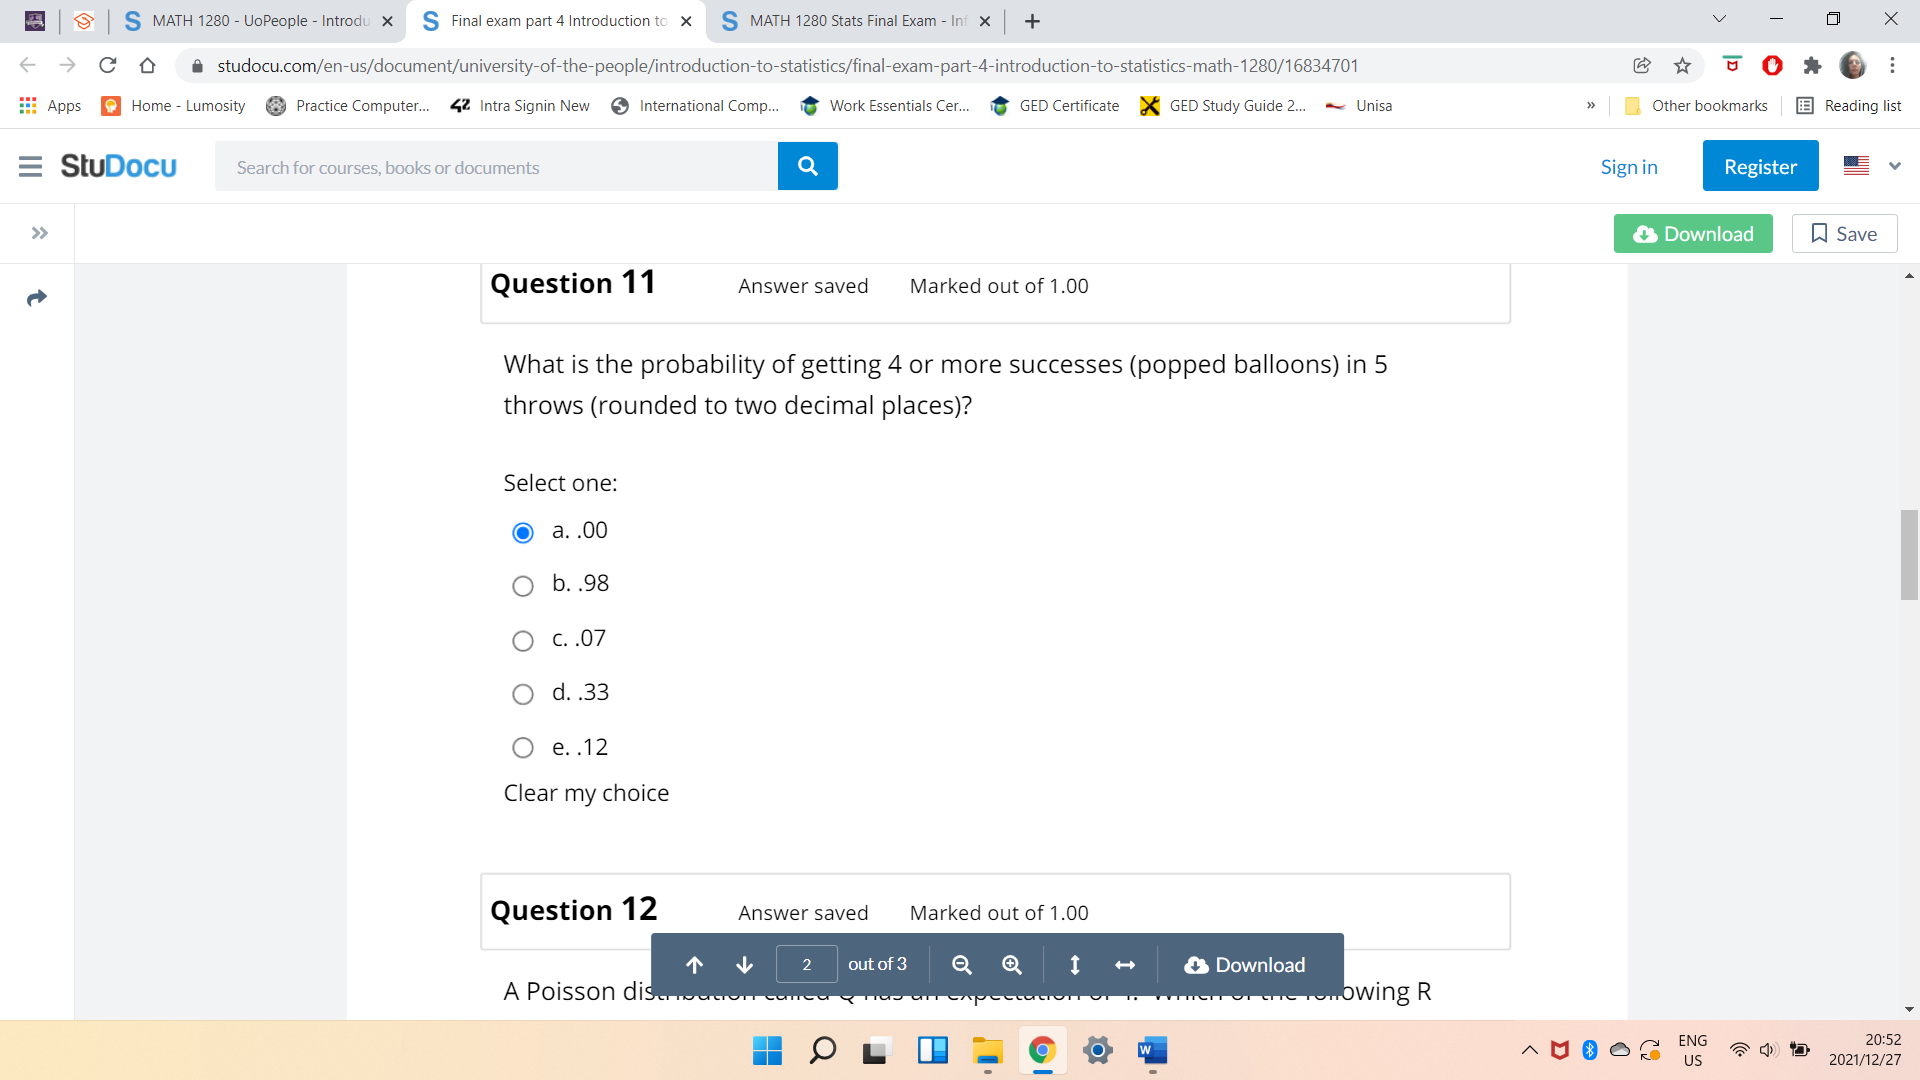 MATH 1280 - UoPeople - Introdu
Final exam part 4 Introduction to
MATH 1280 Stats Final Exam - Inf
studocu.com/en-us/document/university-of-the-people/introduction-to-statistics/final-exam-part-4-introduction-to-statistics-math-1280/16834701
Apps
Home - Lumosity
Practice Computer...
Intra Signin New
International Comp...
Work Essentials Cer...
GED Certificate
GED Study Guide 2...
Unisa
»
Other bookmarks
Reading list
StuDocu
Search for courses, books or documents
Sign in
Register
Download
Save
Question 11 Answer saved Marked out of 1.00
What is the probability of getting 4 or more successes (popped balloons) in 5
throws (rounded to two decimal places)?
Select one:
a. .00
b. .98
c. .07
d. .33
e. .12
Clear my choice
Question 12 Answer saved Marked out of 1.00
2 out of 3
Download
A Poisson distribution called Q has an expectation of 4. Which of the following R
ENG
US
20:52
2021/12/27